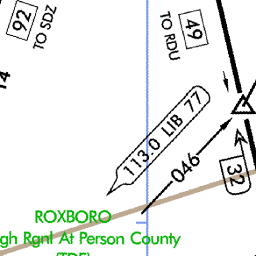 92
TO SDZ
49
TO RDU
14
113.0 LIB 77
046
32
ROXBORO
gh Rgnl At Person County
(TDF)